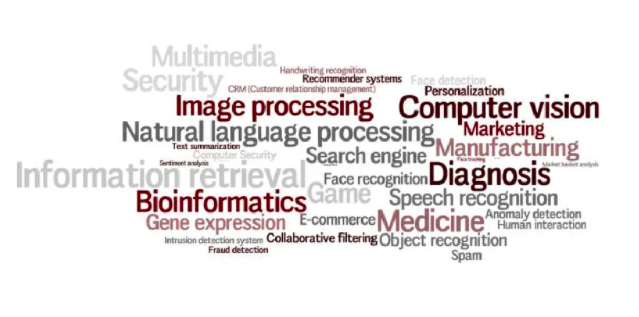 Multimedia
Handwriting recognition
Security
Recommender systems
Face detection
CRM (Customer relationship management)
Personalization
Image processing
Computer vision
Natural language processing
Marketing
Text summarization
Manufacturing
Computer Security
Search engine
Face tracking
Sentiment analysis
Market basket analysis
Information retrieval
Face recognition
Diagnosis
Bioinformatics
Game
Speech recognition
Gene expression
E-commerce
Medicine
Anomaly detection
Human interaction
Intrusion detection system
Collaborative filtering
Object recognition
Fraud detection
Spam